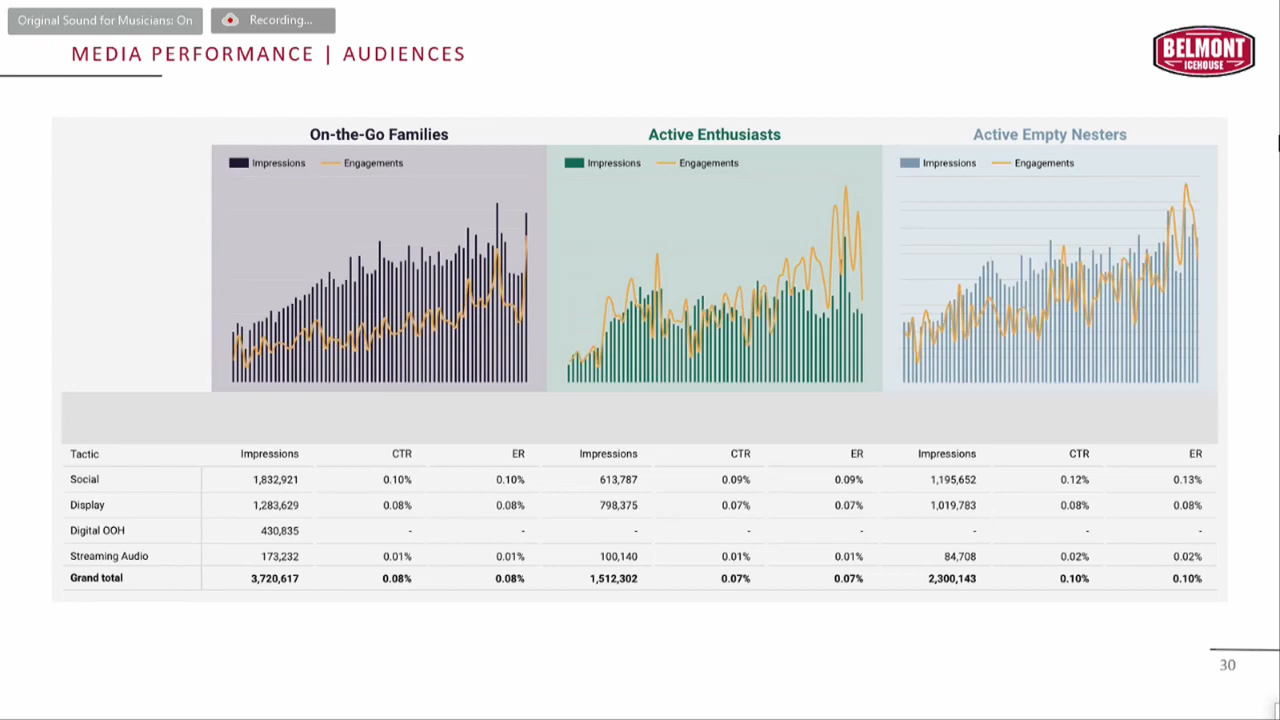 Original Sound for Musicians: On
Recording...
MEDIA PERFORMANCE | AUDIENCES
BELMONT
ICEHOUSE
On-the-Go Families Active Enthusiasts Active Empty Nesters
Impressions Engagements Impressions Engagements Impressions Engagements
Tactic Impressions CTR ER Impressions CTR ER Impressions CTR ER
Social 1,832,921 0.10% 0.10% 613,787 0.09% 0.09% 1,195,652 0.12% 0.13%
Display 1,283,629 0.08% 0.08% 798,375 0.07% 0.07% 1,019,783 0.08% 0.08%
Digital OOH 430,835 - - - - - - - -
Streaming Audio 173,232 0.01% 0.01% 100,140 0.01% 0.01% 84,708 0.02% 0.02%
Grand total 3,720,617 0.08% 0.08% 1,512,302 0.07% 0.07% 2,300,143 0.10% 0.10%
30